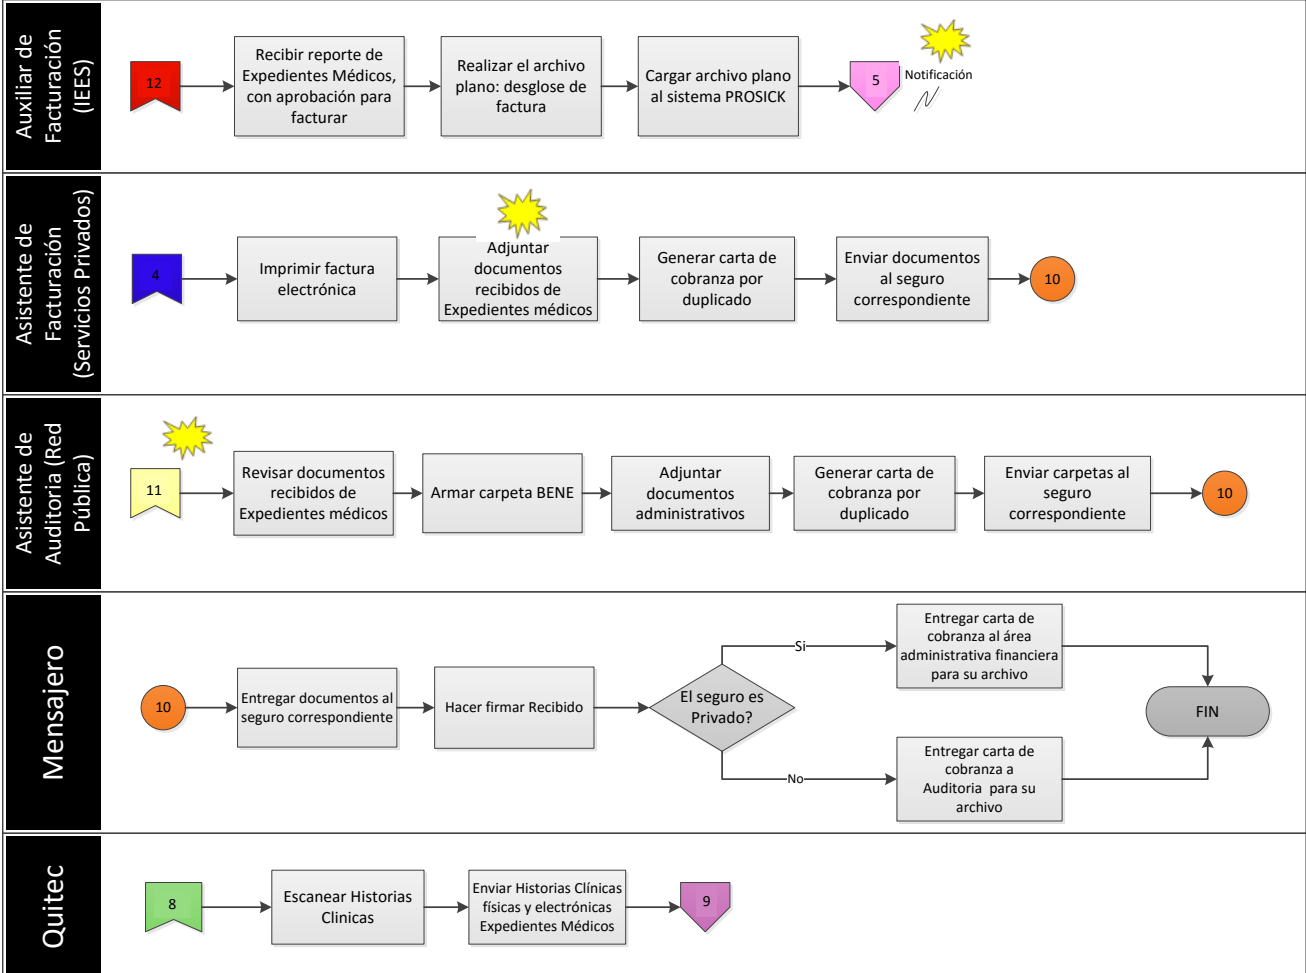 Auxiliar de
Facturación
(IEES)
12
Recibir reporte de
Expedientes Médicos,
con aprobación para
facturar
Realizar el archivo
plano: desglose de
factura
Cargar archivo plano
al sistema PROSICK
5
Notificación
Asistente de
Facturación
(Servicios Privados)
4
Imprimir factura
electrónica
Adjuntar
documentos
recibidos de
Expedientes médicos
Generar carta de
cobranza por
duplicado
Enviar documentos
al seguro
correspondiente
10
Asistente de
Auditoria (Red
Pública)
11
Revisar documentos
recibidos de
Expedientes médicos
Armar carpeta BENE
Adjuntar
documentos
administrativos
Generar carta de
cobranza por
duplicado
Enviar carpetas al
seguro
correspondiente
10
Mensajero
10
Entregar documentos al
seguro correspondiente
Hacer firmar Recibido
El seguro es
Privado?
Si
Entregar carta de
cobranza al área
administrativa financiera
para su archivo
No
Entregar carta de
cobranza a
Auditoria para su
archivo
FIN
Quitec
8
Escanear Historias
Clinicas
Enviar Historias Clínicas
físicas y electrónicas
Expedientes Médicos
9